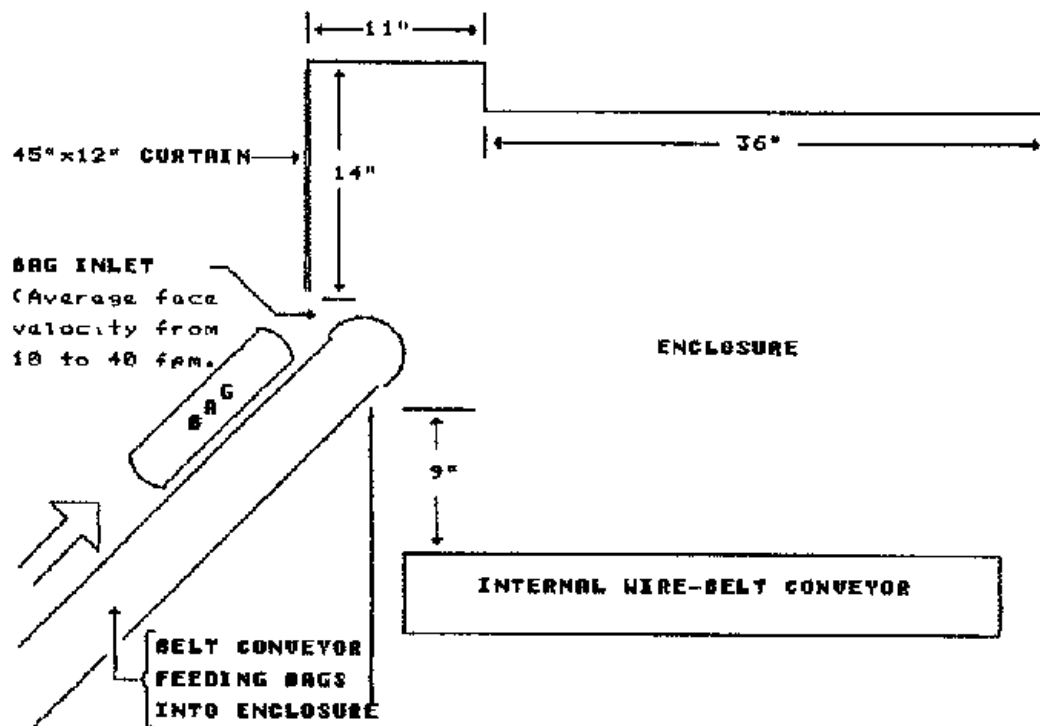 11"
45"x12" CURTAIN
14"
36"
BAG INLET
(Average face
velocity from
10 to 40 fpm.
ENCLOSURE
BAG
9"
INTERNAL WIRE-BELT CONVEYOR
BELT CONVEYOR
FEEDING BAGS
INTO ENCLOSURE